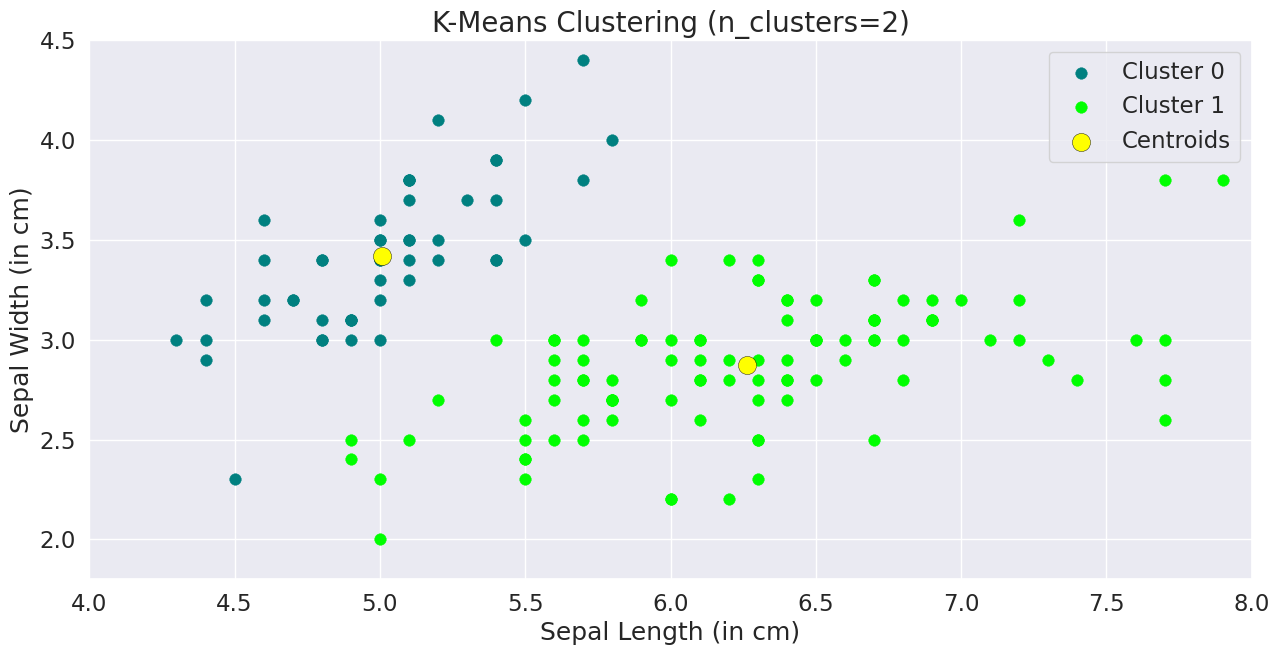 K-Means Clustering (n_clusters=2)
4.5
4.0
3.5
3.0
2.5
2.0
Sepal Width (in cm)
Cluster 0
Cluster 1
Centroids
4.0 4.5 5.0 5.5 6.0 6.5 7.0 7.5 8.0
Sepal Length (in cm)